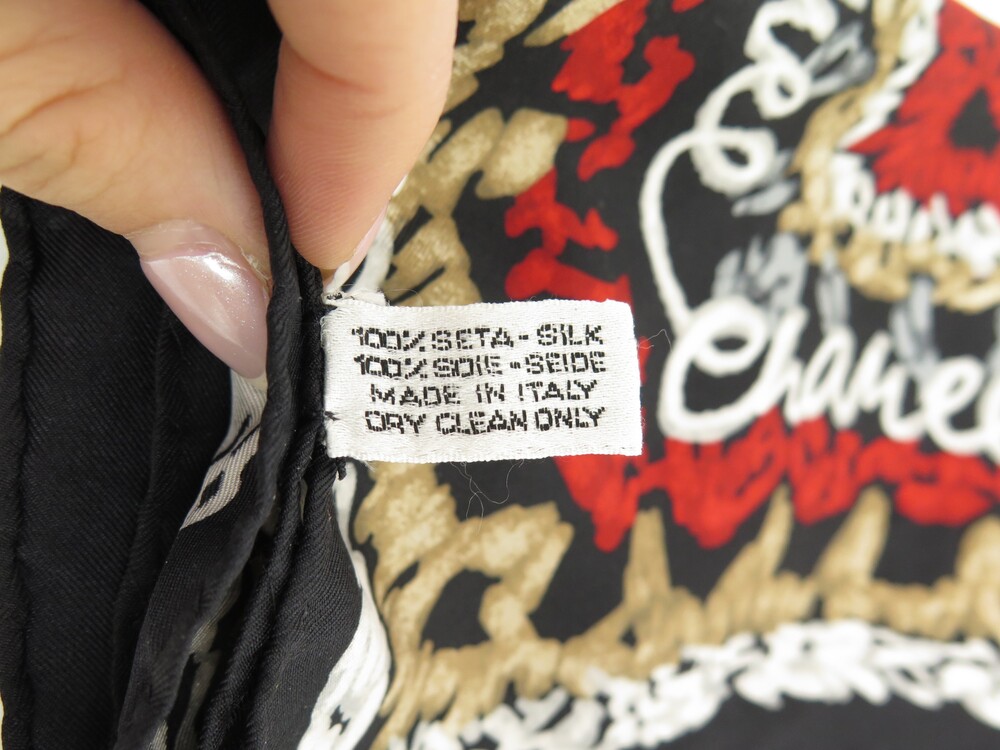 100% SETA - SILK
100% SOIE - SEIDE
MADE IN ITALY
DRY CLEAN ONLY
Chanel